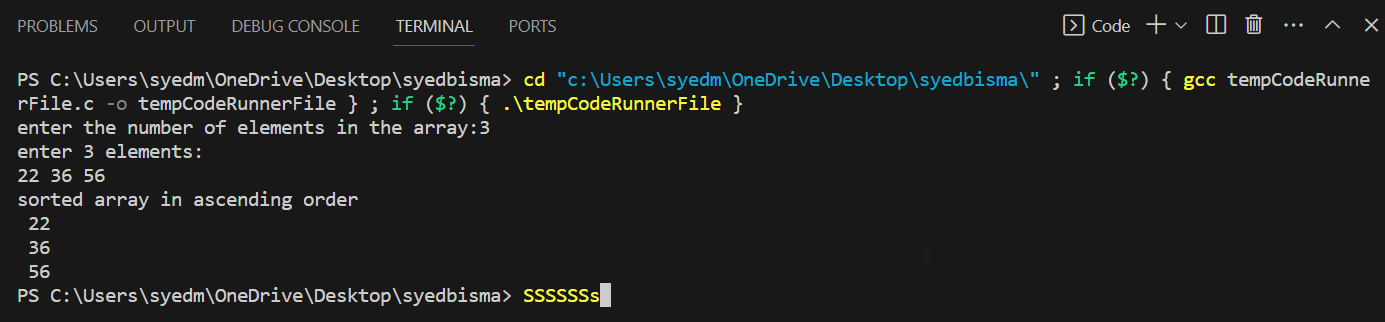 PROBLEMS OUTPUT DEBUG CONSOLE TERMINAL PORTS Code
PS C:\Users\syedm\OneDrive\Desktop\syedbisma> cd "c:\Users\syedm\OneDrive\Desktop\syedbisma\" ; if ($?) { gcc tempCodeRunne
rFile.c -o tempCodeRunnerFile } ; if ($?) { .\tempCodeRunnerFile }
enter the number of elements in the array:3
enter 3 elements:
22 36 56
sorted array in ascending order
22
36
56
PS C:\Users\syedm\OneDrive\Desktop\syedbisma> SSSSSSs